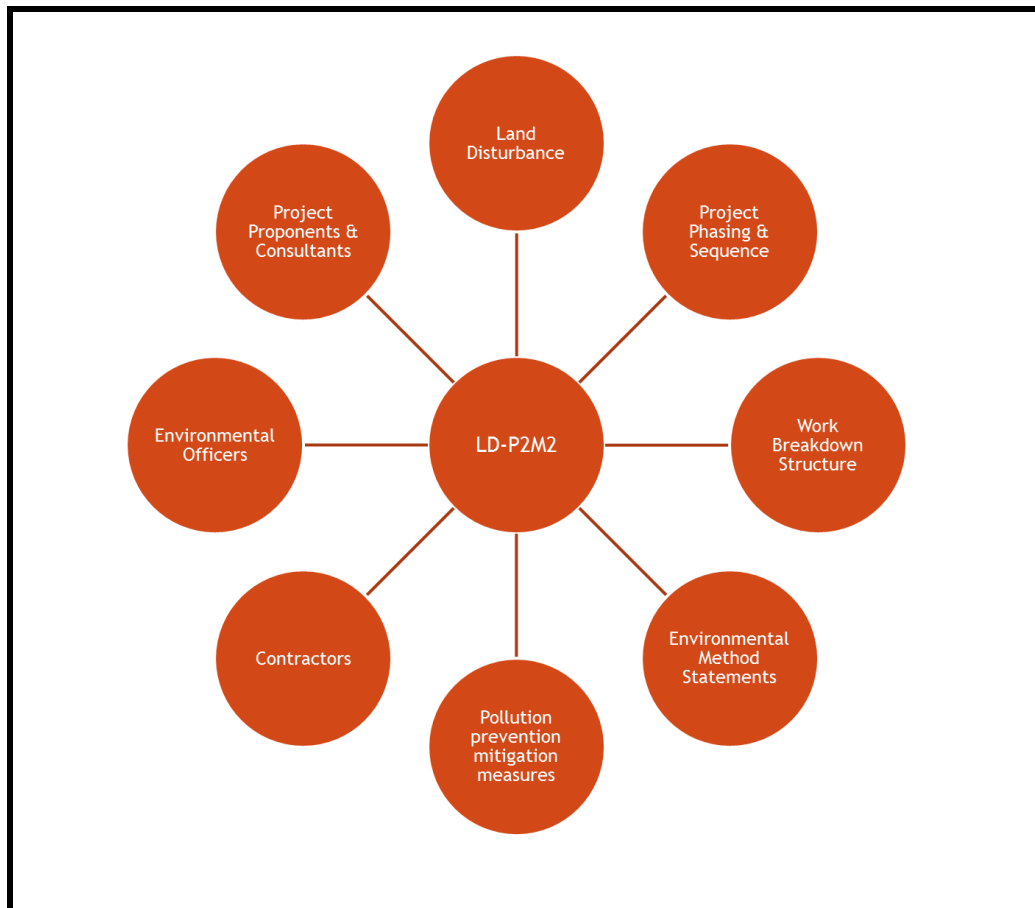 Land
Disturbance
Project
Phasing &
Sequence
Work
Breakdown
Structure
Environmental
Method
Statements
Pollution
prevention
mitigation
measures
Contractors
Environmental
Officers
Project
Proponents &
Consultants
LD-P2M2